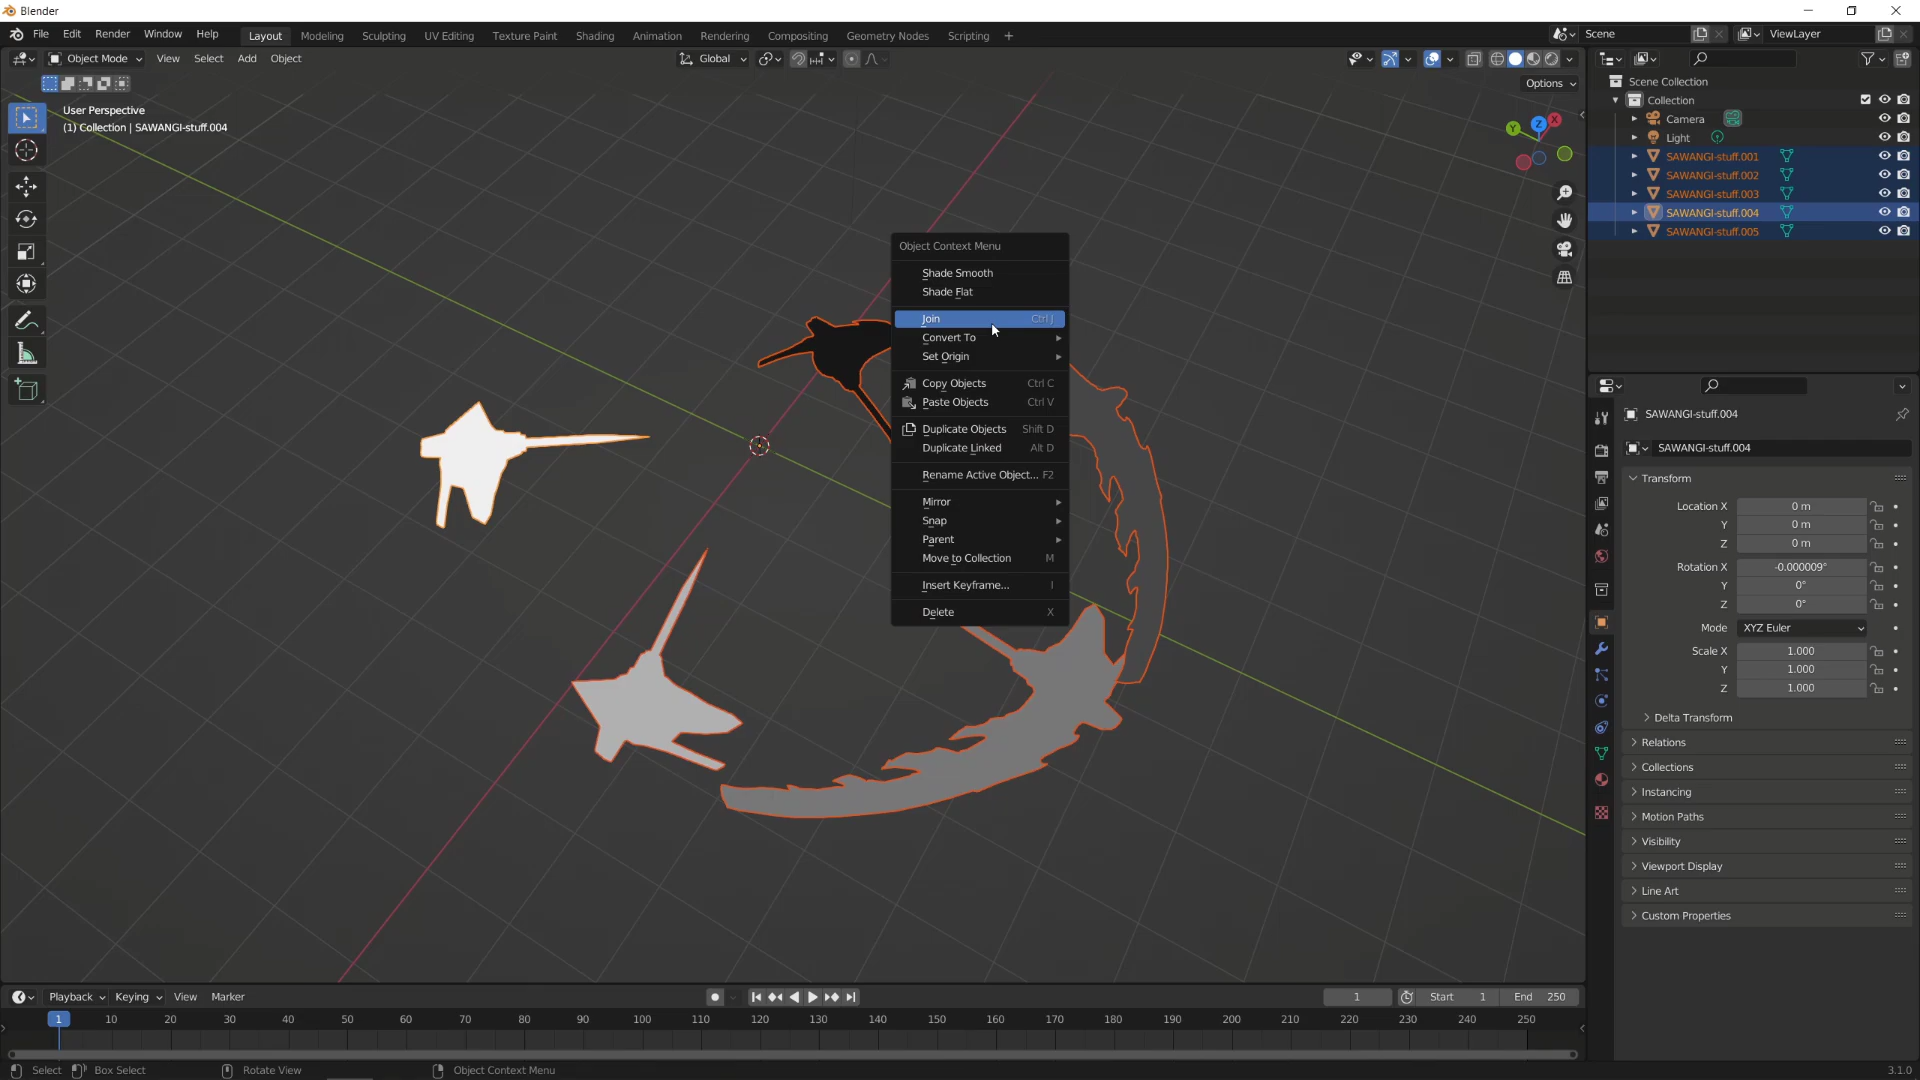 Blender
File Edit Render Window Help Layout Modeling Sculpting UV Editing Texture Paint Shading Animation Rendering Compositing Geometry Nodes Scripting + Scene ViewLayer
Object Mode View Select Add Object Global
Options
User Perspective
(1) Collection | SAWANGI-stuff.004
Y Z X
Scene Collection
Collection
Camera
Light
SAWANGI-stuff.001
SAWANGI-stuff.002
SAWANGI-stuff.003
SAWANGI-stuff.004
SAWANGI-stuff.005
Object Context Menu
Shade Smooth
Shade Flat
Join Ctrl J
Convert To
Set Origin
Copy Objects Ctrl C
Paste Objects Ctrl V
Duplicate Objects Shift D
Duplicate Linked Alt D
Rename Active Object... F2
Mirror
Snap
Parent
Move to Collection M
Insert Keyframe... I
Delete X
SAWANGI-stuff.004
SAWANGI-stuff.004
Transform
Location X 0 m
Y 0 m
Z 0 m
Rotation X -0.000009°
Y 0°
Z 0°
Mode XYZ Euler
Scale X 1.000
Y 1.000
Z 1.000
Delta Transform
Relations
Collections
Instancing
Motion Paths
Visibility
Viewport Display
Line Art
Custom Properties
Playback Keying View Marker 1 Start 1 End 250
1 10 20 30 40 50 60 70 80 90 100 110 120 130 140 150 160 170 180 190 200 210 220 230 240 250
Select Box Select Rotate View Object Context Menu 3.1.0